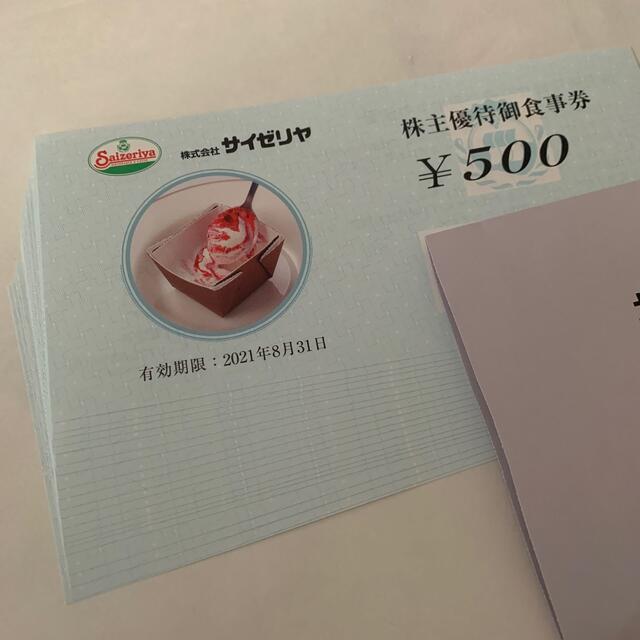 Saizeriya
株式会社 サイゼリヤ
株主優待御食事券
¥500
有効期限：2021年8月31日